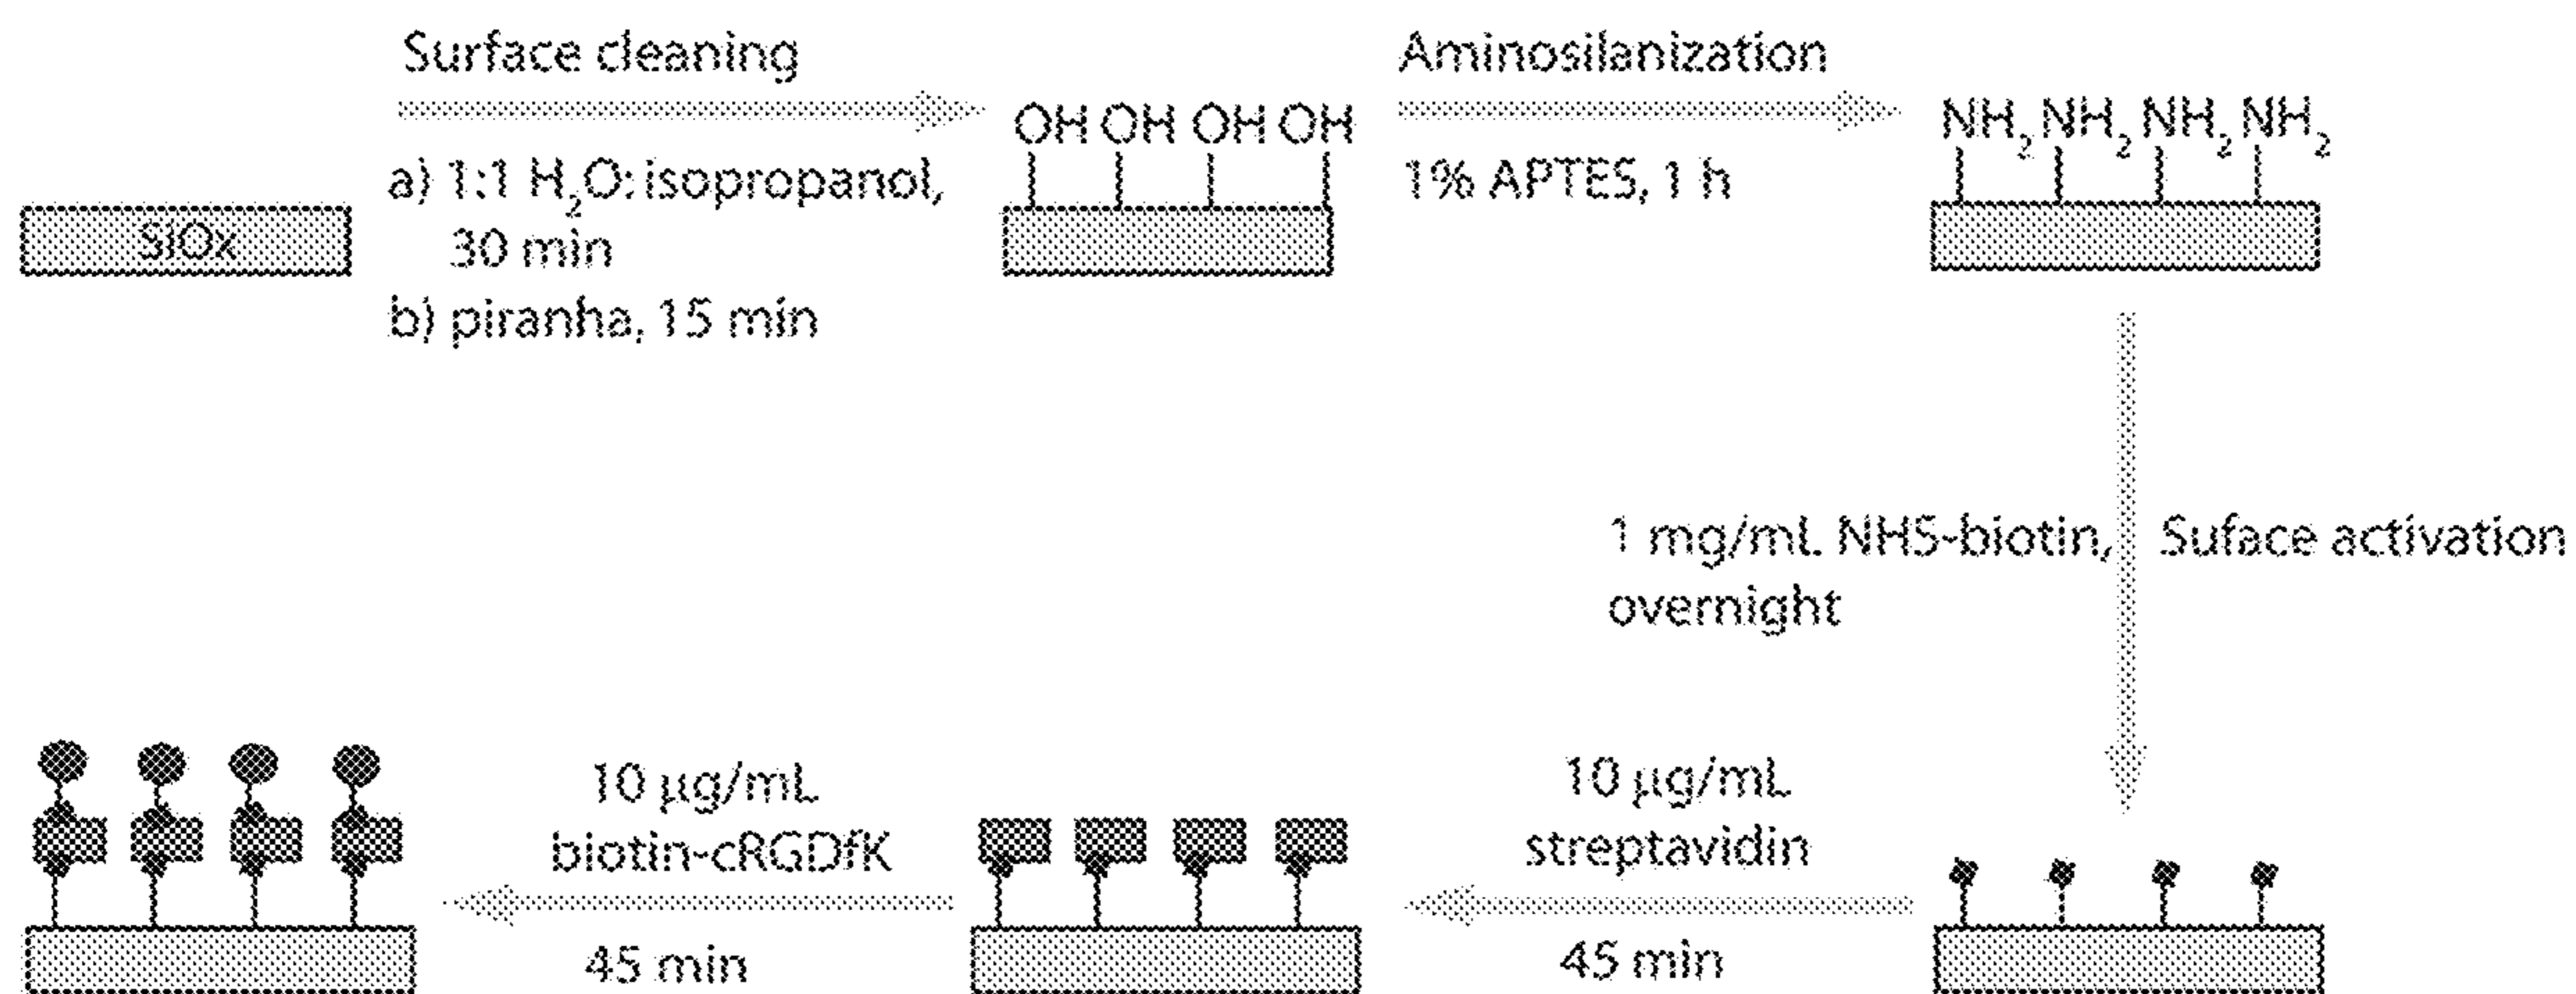 Surface cleaning
SiOx
a) 1:1 H₂O: isopropanol,
30 min
b) piranha, 15 min
OH OH OH OH
Aminosilanization
1% APTES, 1 h
NH₂ NH₂ NH₂ NH₂
1 mg/mL NHS-biotin,
overnight
Suface activation
10 µg/mL
streptavidin
45 min
10 µg/mL
biotin-cRGDfK
45 min